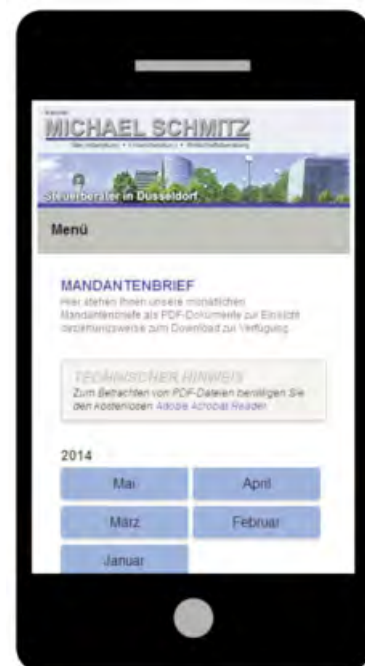 MICHAEL SCHMITZ
Steuerberater in Düsseldorf
Menü
MANDANTENBRIEF
Hier stehen Ihnen unsere monatlichen
Mandantenbriefe als PDF-Dokumente zur Einsicht
beziehungsweise zum Download zur Verfügung.
TECHNISCHER HINWEIS
Zum Betrachten von PDF-Dateien benötigen Sie
den kostenlosen Adobe Acrobat Reader.
2014
Mai
April
März
Februar
Januar